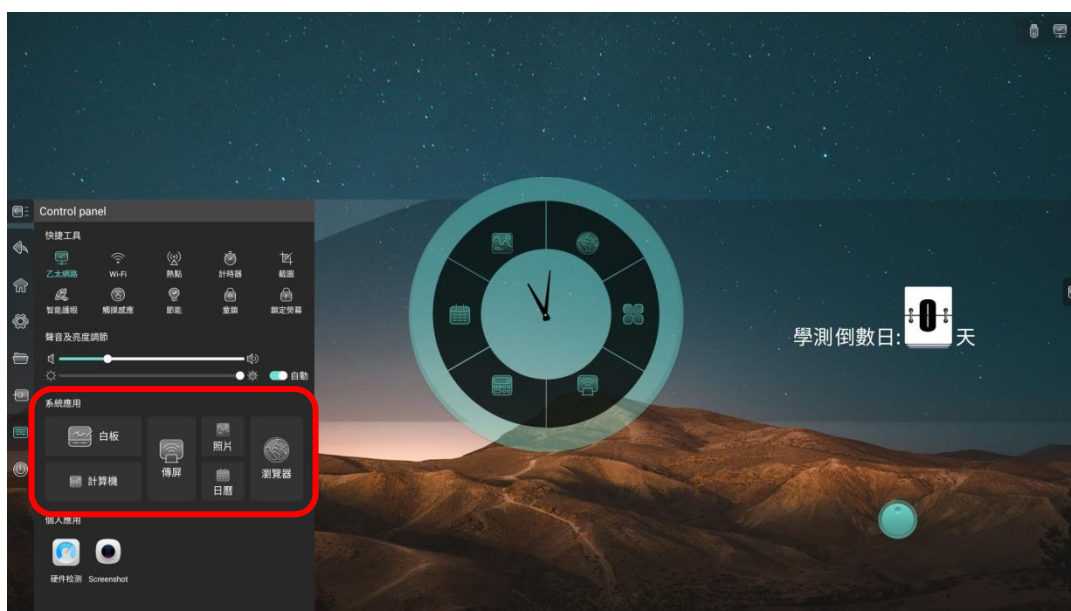 Control panel
快捷工具
乙太網路 Wi-Fi 熱點 計時器 截圖
智能護眼 觸摸感應 節能 童鎖 鎖定熒幕
聲音及亮度調節
自動
系統應用
白板
計算機
傳屏
照片
日曆
瀏覽器
個人應用
硬件检测 Screenshot
學測倒數日: 0 天